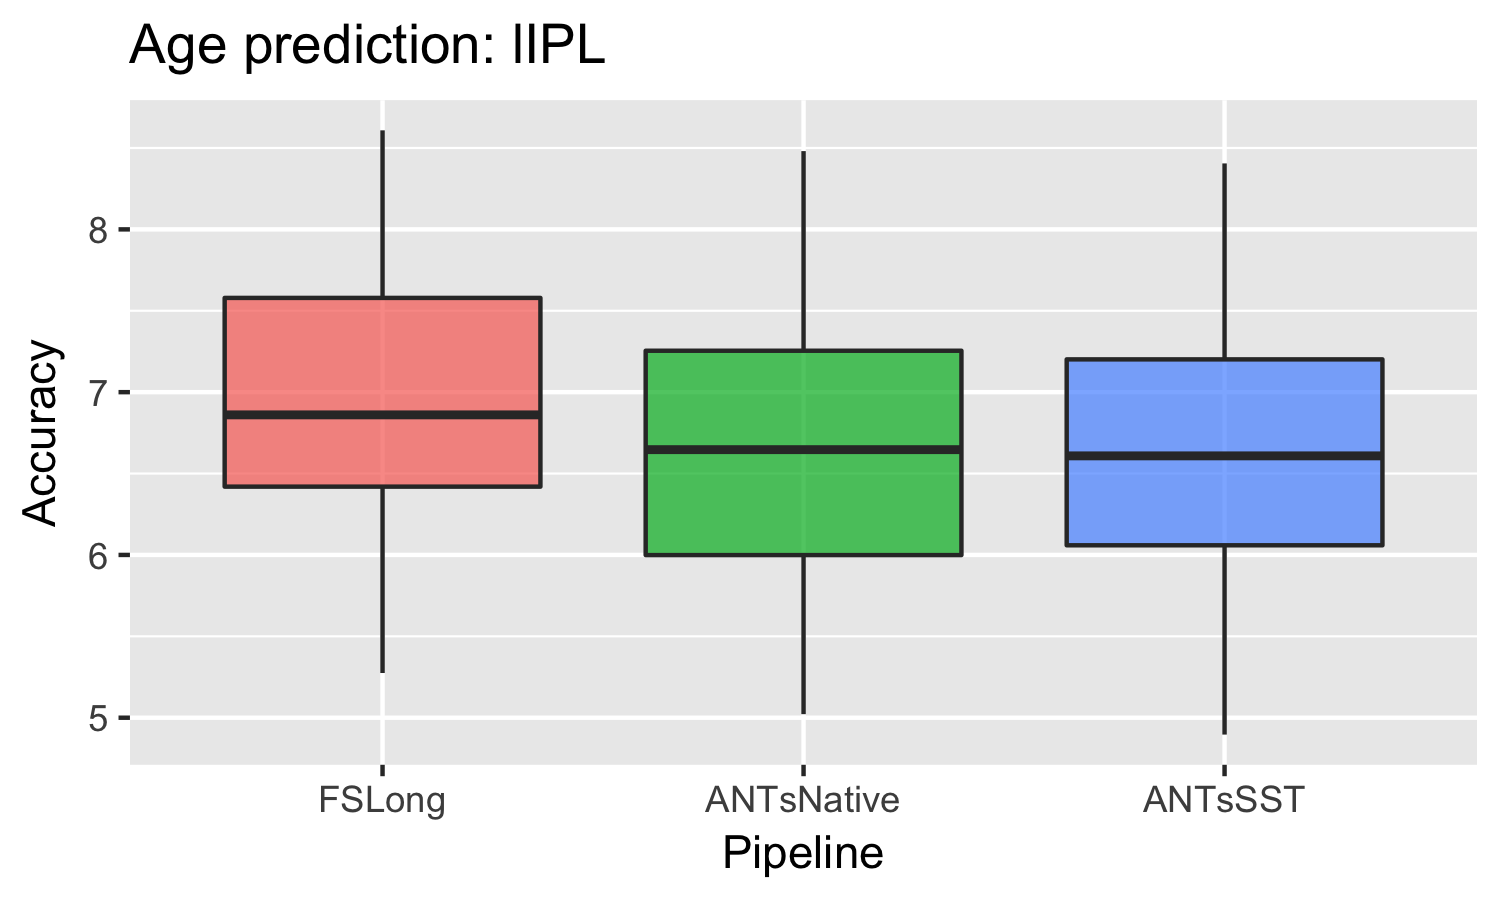 Age prediction: IIPL
Accuracy
8
7
6
5
FSLong
ANTsNative
ANTsSST
Pipeline